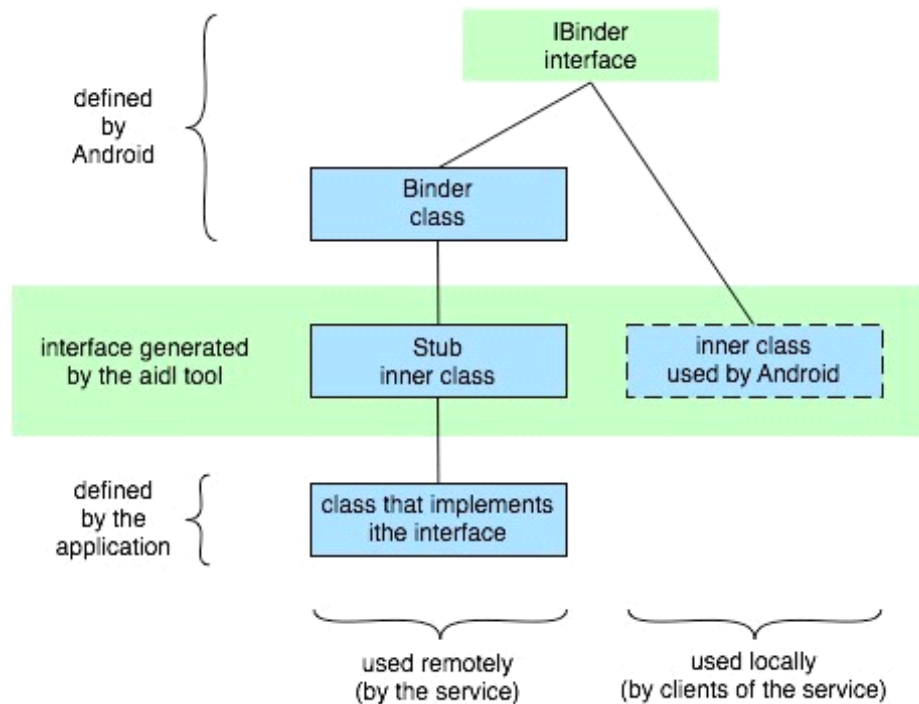 IBinder
interface
defined
by
Android
Binder
class
interface generated
by the aidl tool
Stub
inner class
inner class
used by Android
defined
by the
application
class that implements
ithe interface
used remotely
(by the service)
used locally
(by clients of the service)